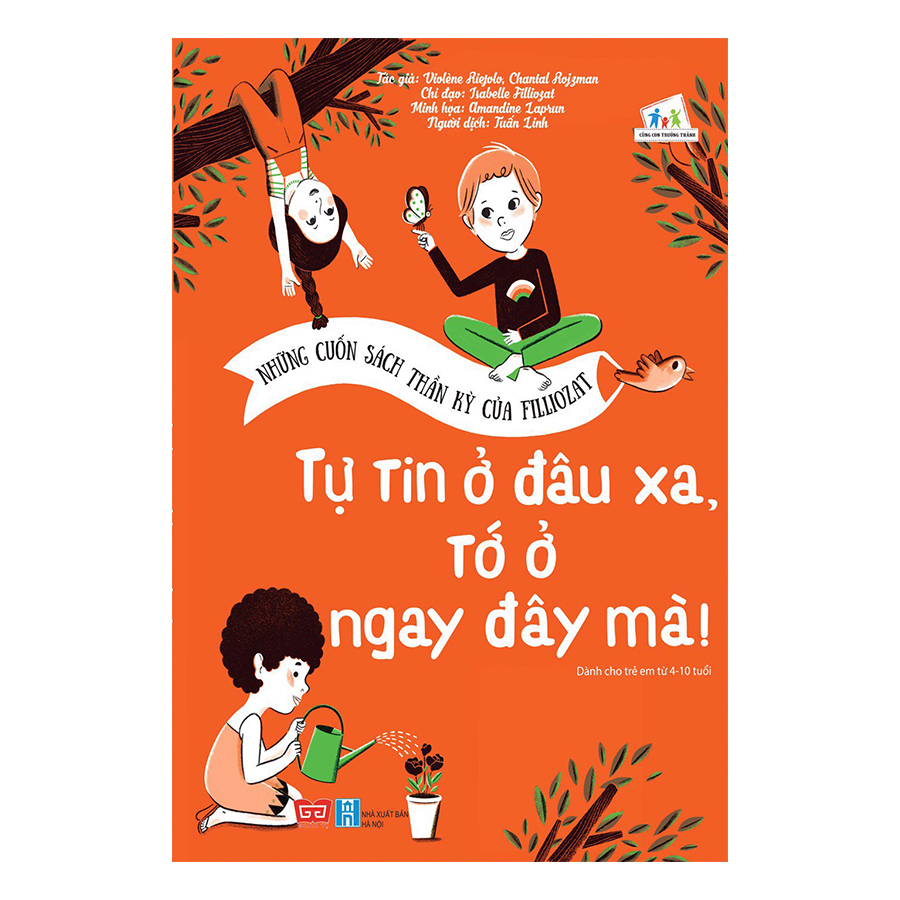 Tác giả: Violène Riefolo, Chantal Rojzman
Chỉ đạo: Isabelle Filliozat
Minh họa: Amandine Laprun
Người dịch: Tuấn Linh
CÙNG CON TRƯỞNG THÀNH
NHỮNG CUỐN SÁCH THẦN KỲ CỦA FILLIOZAT
Tự Tin ở đâu xa,
Tớ ở
ngay đây mà!
Dành cho trẻ em từ 4-10 tuổi
NHÀ XUẤT BẢN
HÀ NỘI